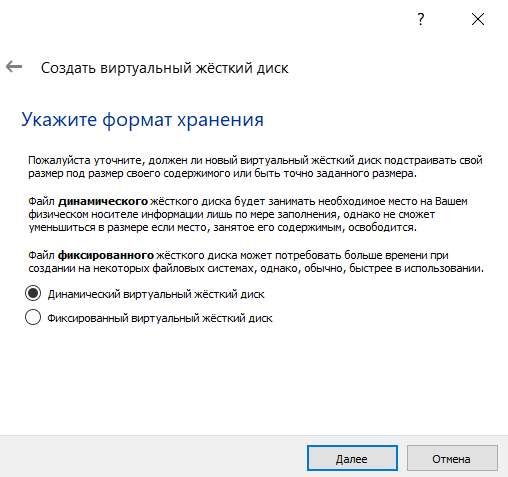 ?
Создать виртуальный жёсткий диск
Укажите формат хранения
Пожалуйста уточните, должен ли новый виртуальный жёсткий диск подстраивать свой
размер под размер своего содержимого или быть точно заданного размера.
Файл динамического жёсткого диска будет занимать необходимое место на Вашем
физическом носителе информации лишь по мере заполнения, однако не сможет
уменьшиться в размере если место, занятое его содержимым, освободится.
Файл фиксированного жёсткого диска может потребовать больше времени при
создании на некоторых файловых системах, однако, обычно, быстрее в использовании.
Динамический виртуальный жёсткий диск
Фиксированный виртуальный жёсткий диск
Далее
Отмена